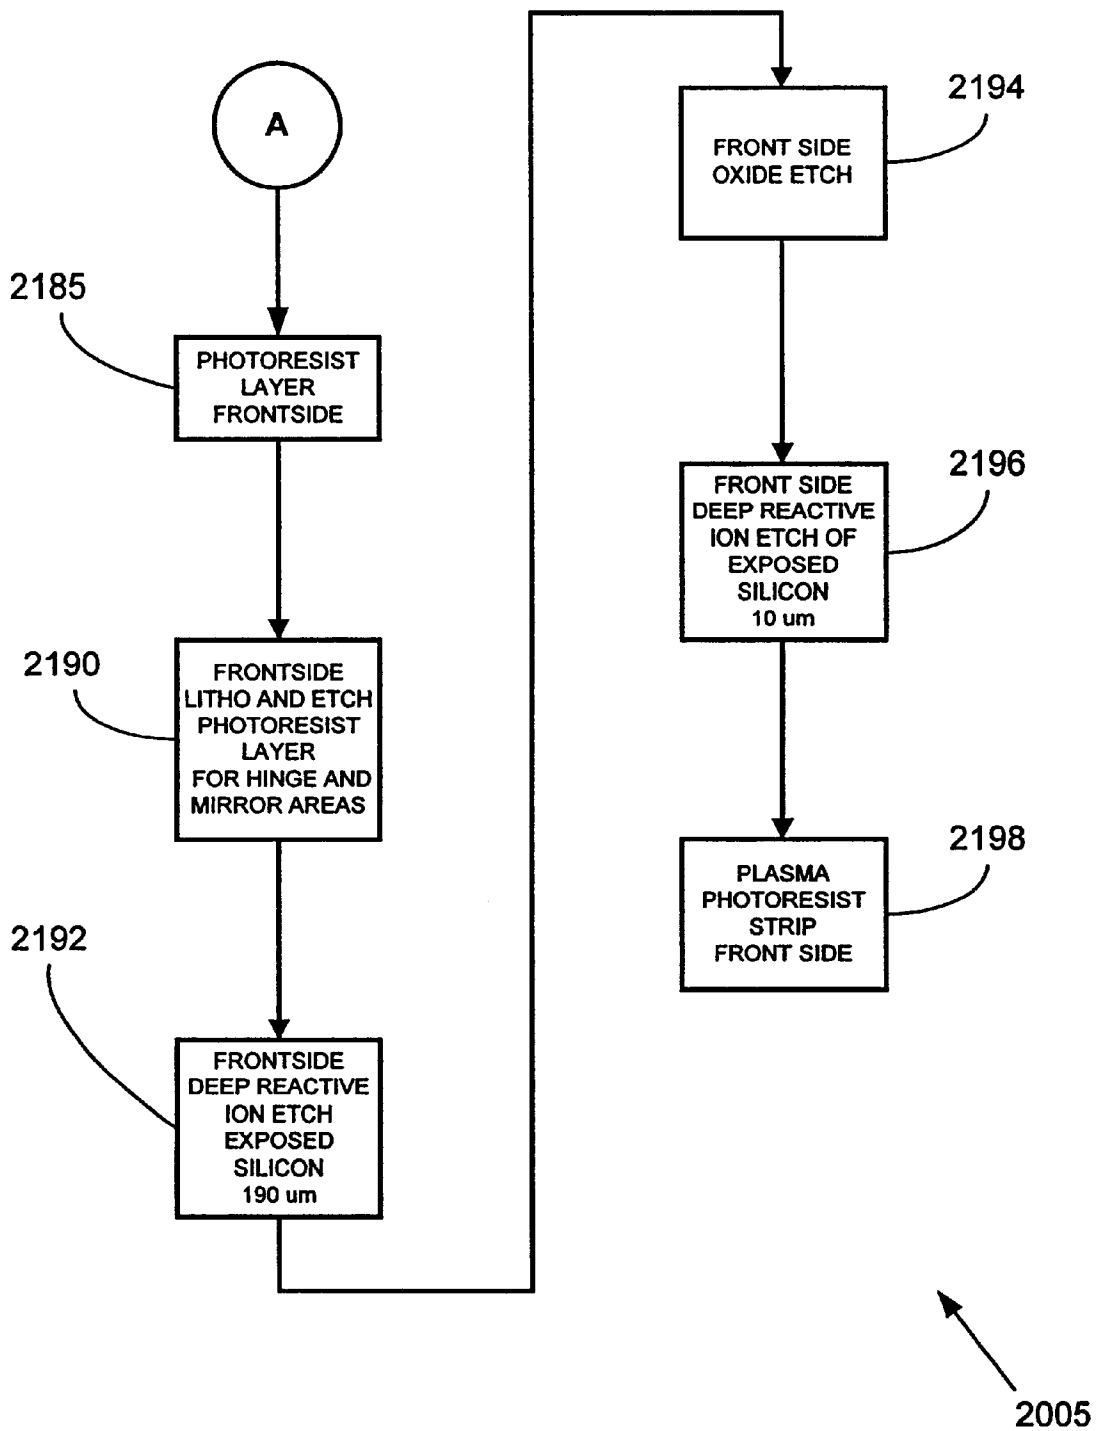 A
2185
PHOTORESIST
LAYER
FRONTSIDE
2190
FRONTSIDE
LITHO AND ETCH
PHOTORESIST
LAYER
FOR HINGE AND
MIRROR AREAS
2192
FRONTSIDE
DEEP REACTIVE
ION ETCH
EXPOSED
SILICON
190 um
2194
FRONT SIDE
OXIDE ETCH
2196
FRONT SIDE
DEEP REACTIVE
ION ETCH OF
EXPOSED
SILICON
10 um
2198
PLASMA
PHOTORESIST
STRIP
FRONT SIDE
2005